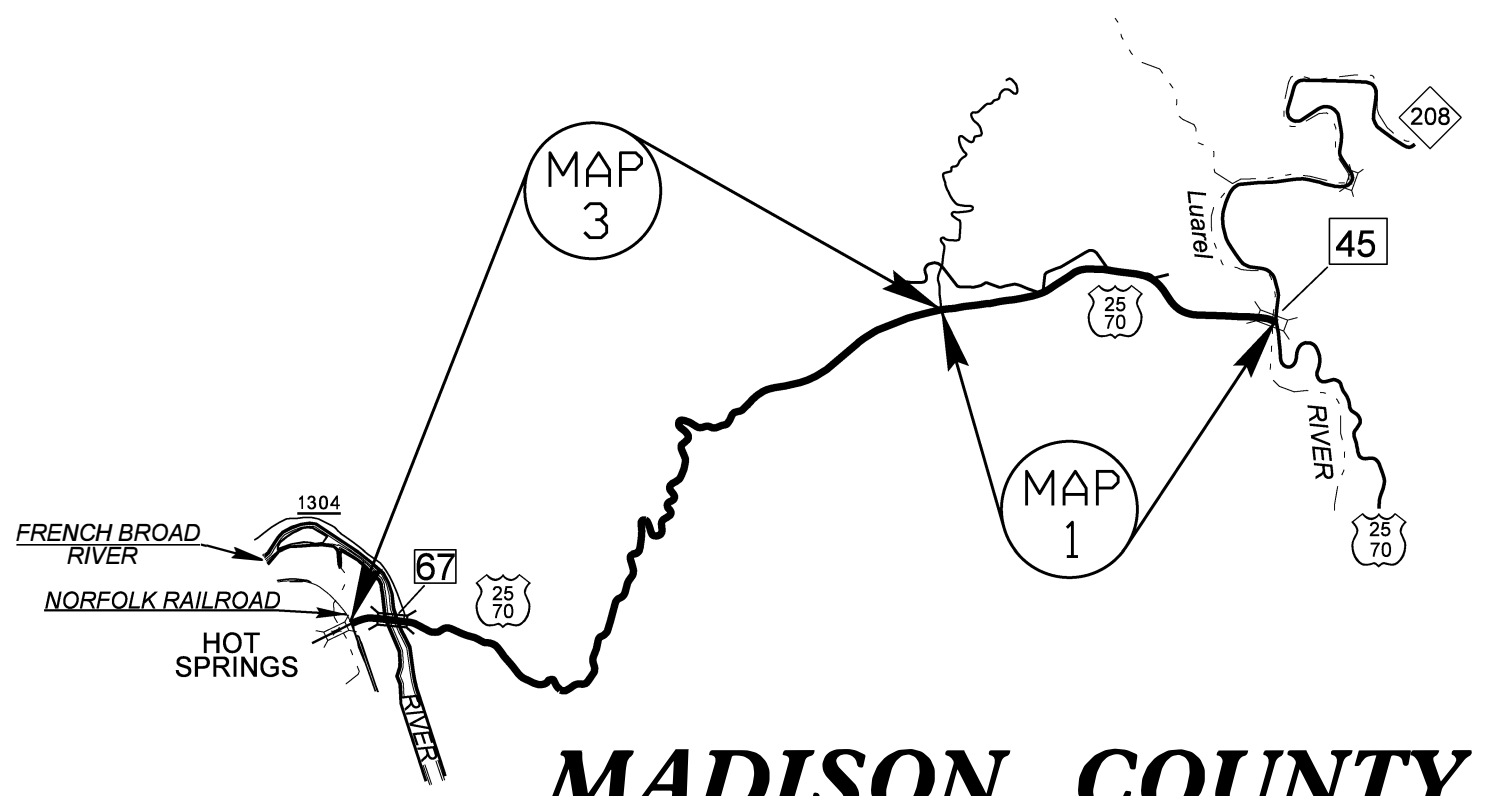 208
MAP
3
Luarel
45
25
70
RIVER
MAP
1
1304
FRENCH BROAD
RIVER
67
25
70
25
70
NORFOLK RAILROAD
HOT
SPRINGS
RIVER
MADISON COUNTY